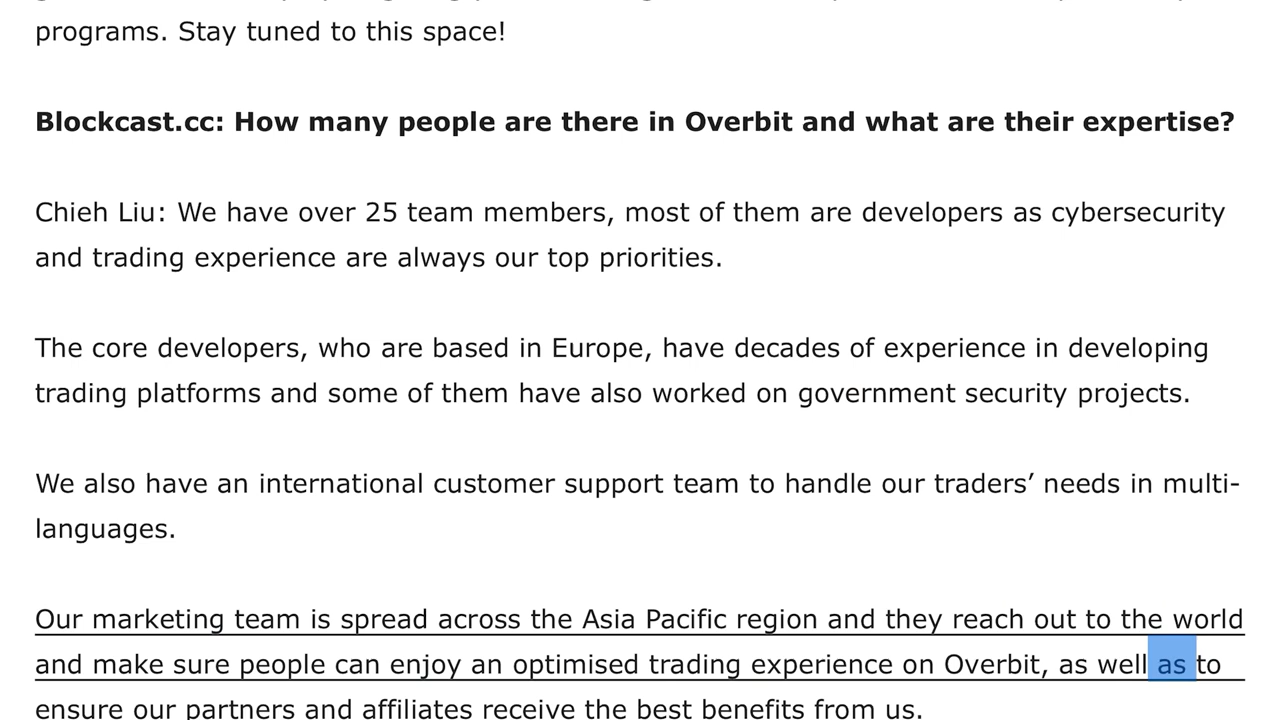 programs. Stay tuned to this space!
Blockcast.cc: How many people are there in Overbit and what are their expertise?
Chieh Liu: We have over 25 team members, most of them are developers as cybersecurity
and trading experience are always our top priorities.
The core developers, who are based in Europe, have decades of experience in developing
trading platforms and some of them have also worked on government security projects.
We also have an international customer support team to handle our traders’ needs in multi-
languages.
Our marketing team is spread across the Asia Pacific region and they reach out to the world
and make sure people can enjoy an optimised trading experience on Overbit, as well as to
ensure our partners and affiliates receive the best benefits from us.